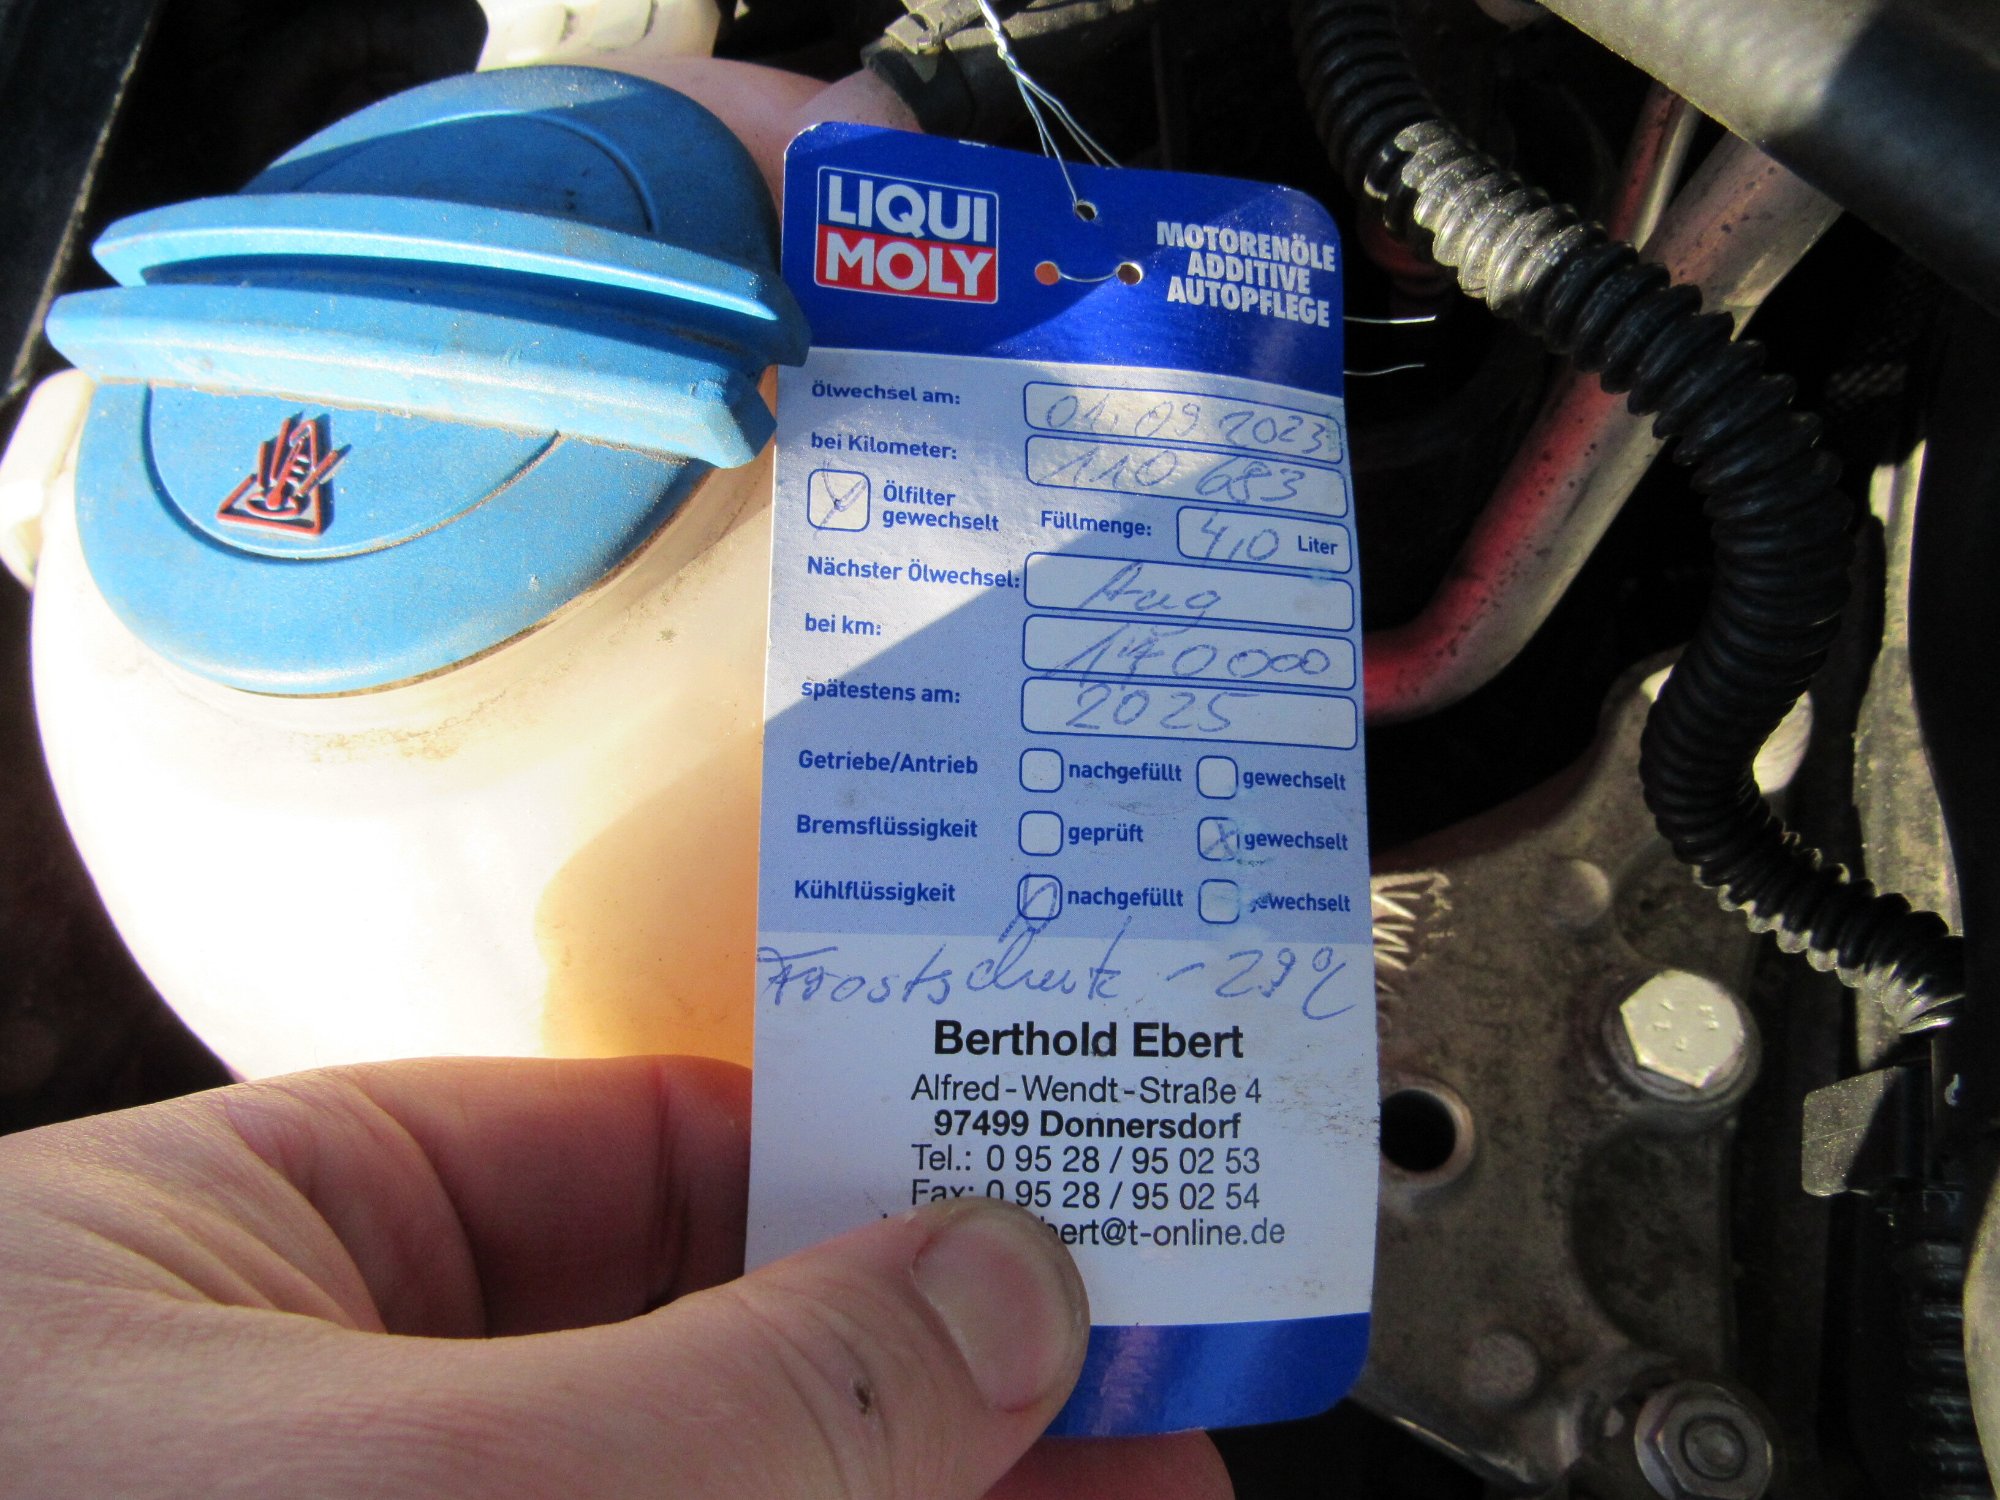 LIQUI
MOLY
MOTORENÖLE
ADDITIVE
AUTOPFLEGE
Ölwechsel am: 01.09 2023
bei Kilometer: 110 683
Ölfilter
gewechselt
Füllmenge: 4,0 Liter
Nächster Ölwechsel: Aug
bei km: 140 000
spätestens am: 2025
Getriebe/Antrieb nachgefüllt gewechselt
Bremsflüssigkeit geprüft gewechselt
Kühlflüssigkeit nachgefüllt gewechselt
Frostschutz -29°C
Berthold Ebert
Alfred-Wendt-Straße 4
97499 Donnersdorf
Tel.: 0 95 28 / 95 02 53
Fax: 0 95 28 / 95 02 54
bert@t-online.de